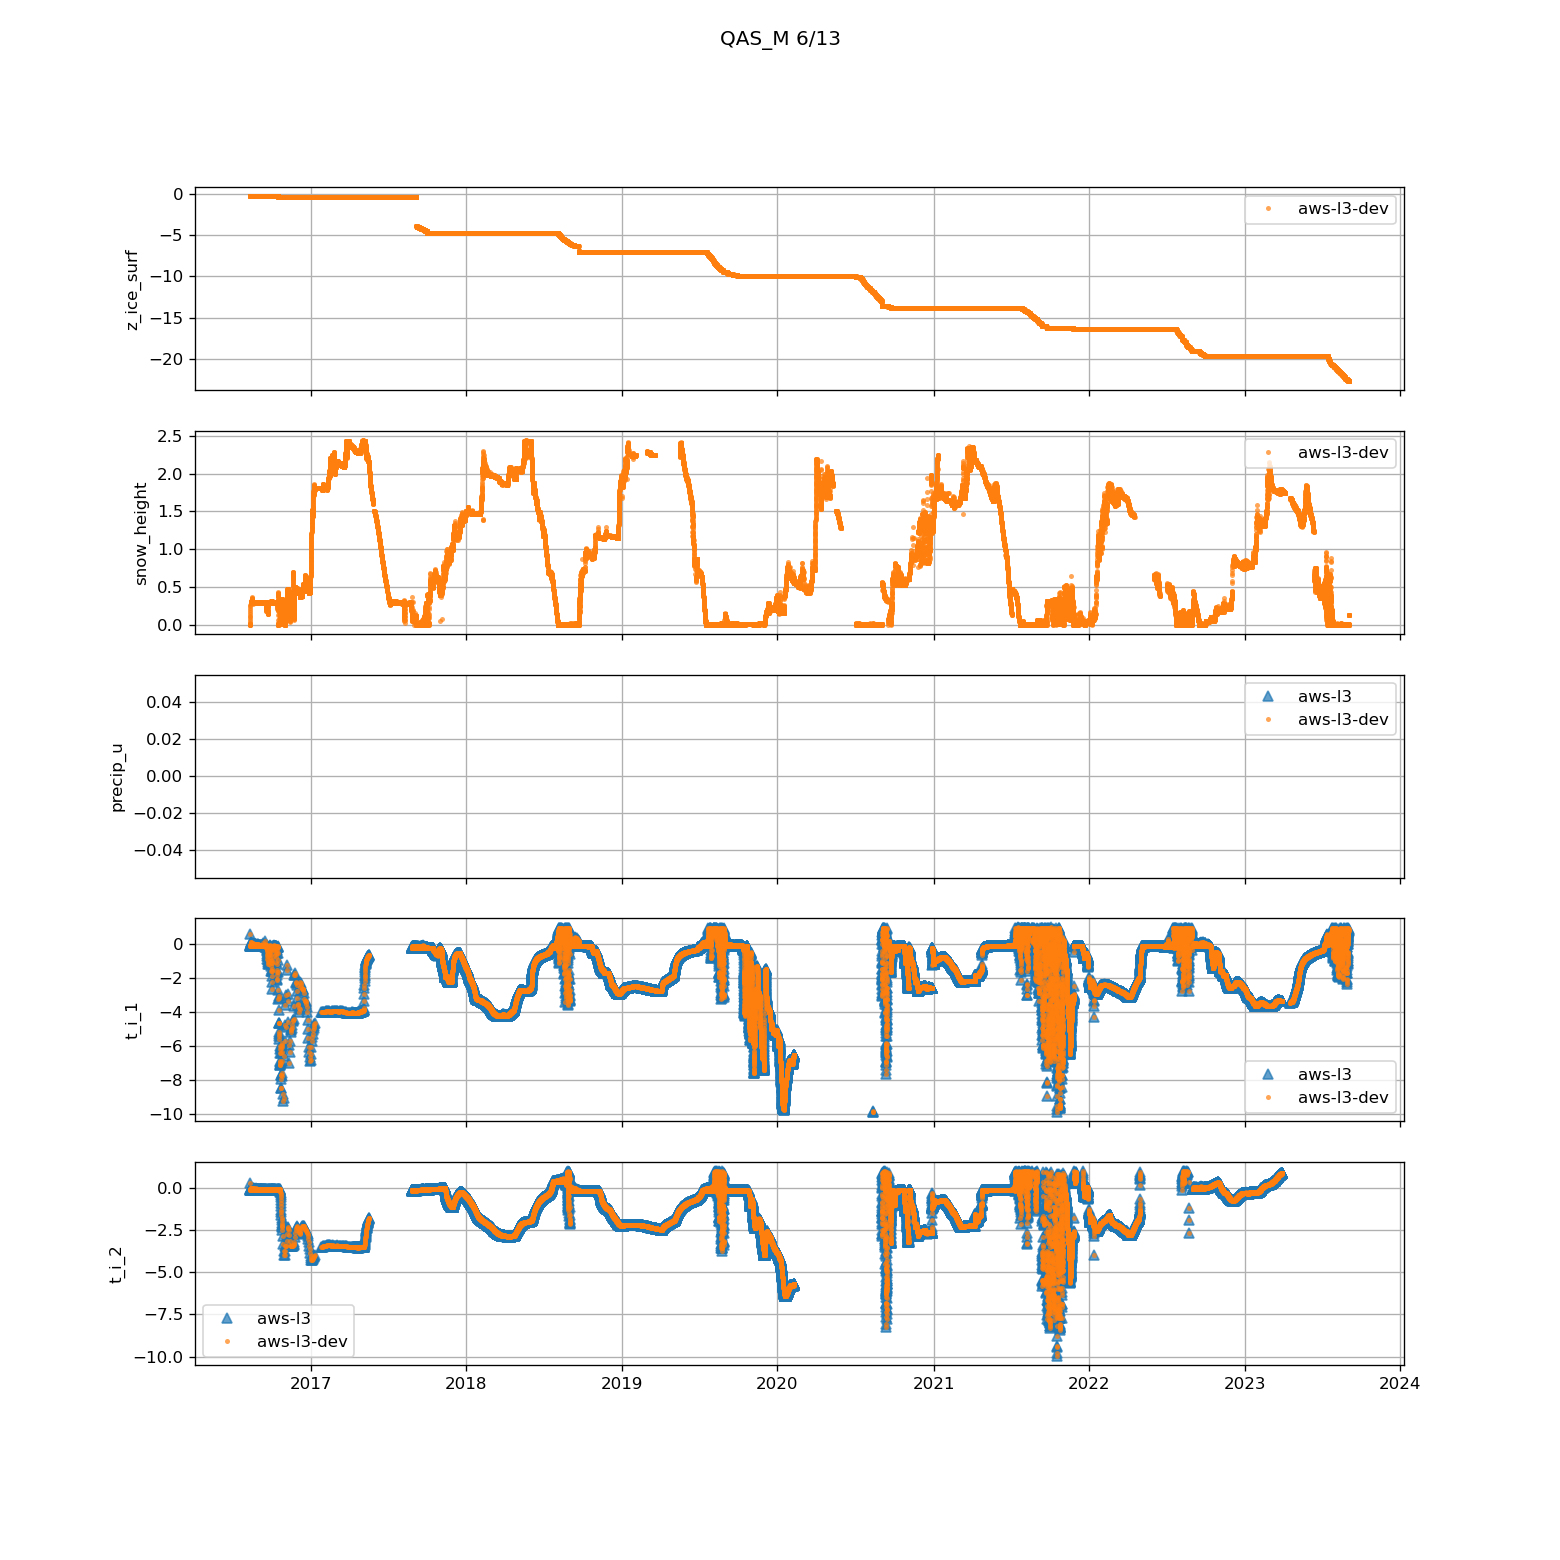 QAS_M 6/13
0
−5
−10
−15
−20
z_ice_surf
aws-l3-dev
2.5
2.0
1.5
1.0
0.5
0.0
snow_height
aws-l3-dev
0.04
0.02
0.00
−0.02
−0.04
precip_u
aws-l3
aws-l3-dev
0
−2
−4
−6
−8
−10
t_i_1
aws-l3
aws-l3-dev
0.0
−2.5
−5.0
−7.5
−10.0
t_i_2
aws-l3
aws-l3-dev
2017 2018 2019 2020 2021 2022 2023 2024